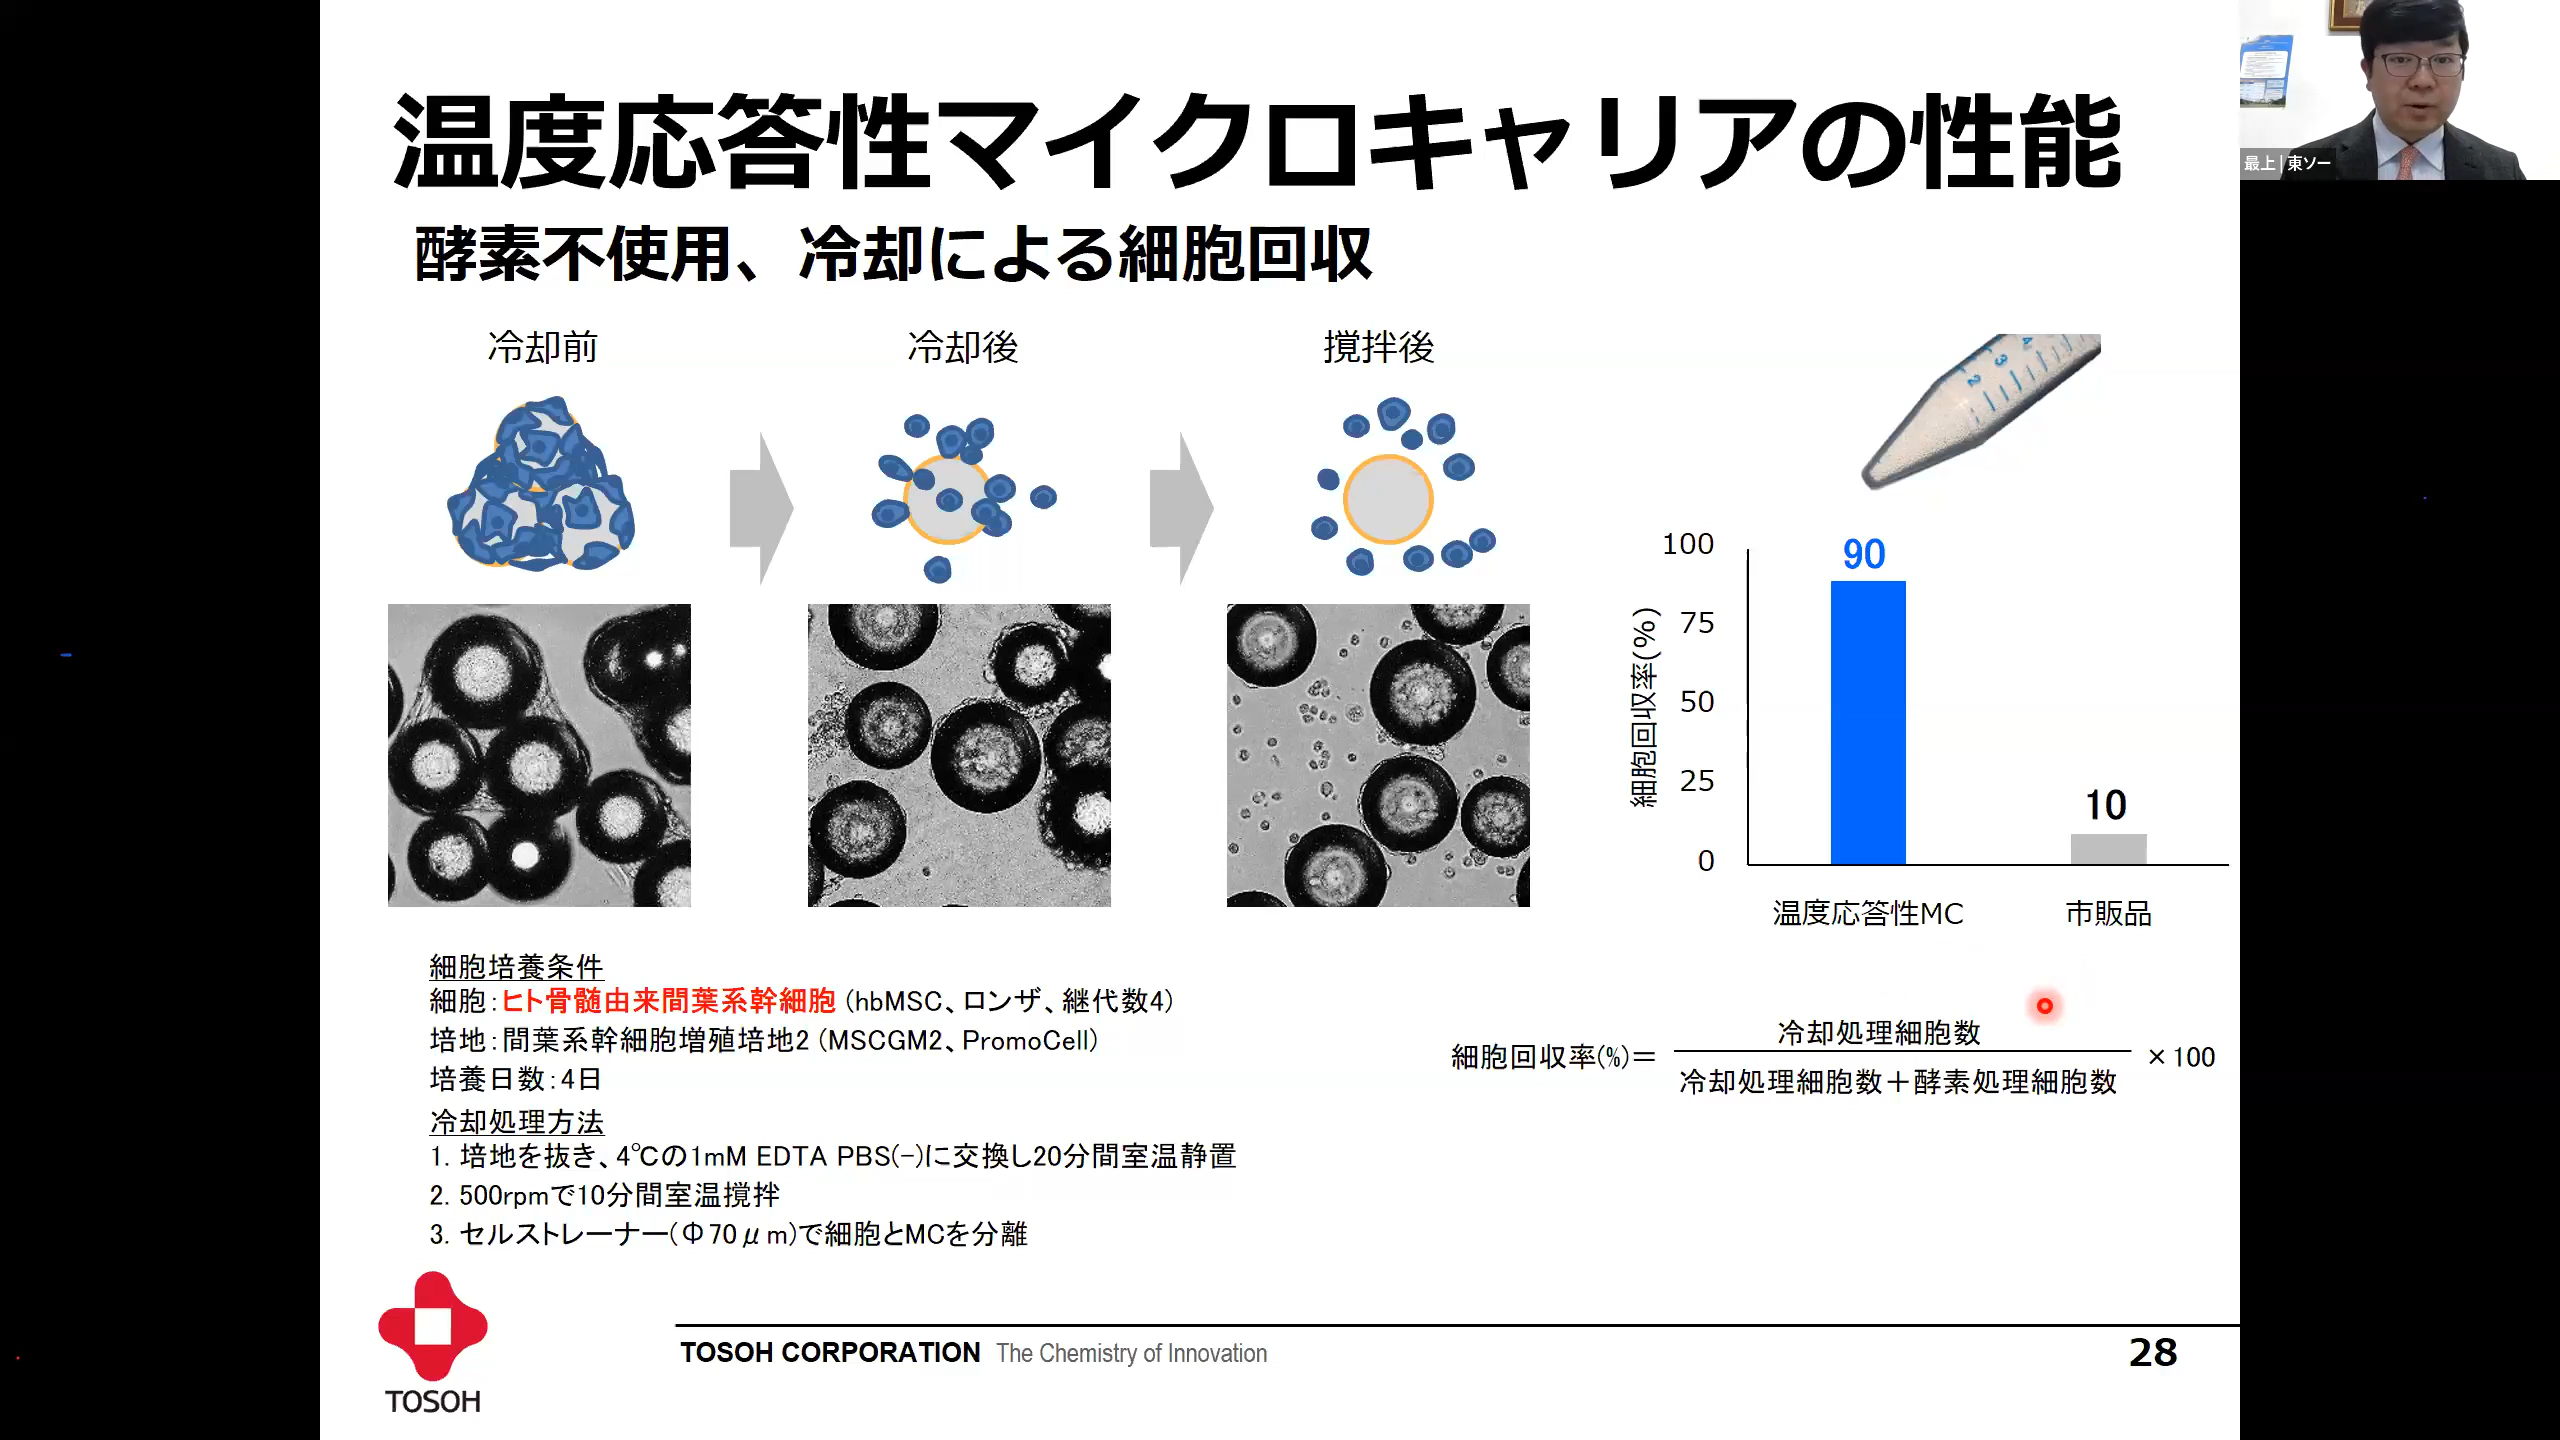 温度応答性マイクロキャリアの性能
最上 | 東ソー
酵素不使用、冷却による細胞回収
冷却前
冷却後
撹拌後
4
3
2
細胞回収率(%)
100
75
50
25
0
90
10
温度応答性MC
市販品
細胞培養条件
細胞：ヒト骨髄由来間葉系幹細胞 (hbMSC、ロンザ、継代数4)
培地：間葉系幹細胞増殖培地2 (MSCGM2、PromoCell)
培養日数：4日
冷却処理方法
1. 培地を抜き、4℃の1mM EDTA PBS(-)に交換し20分間室温静置
2. 500rpmで10分間室温撹拌
3. セルストレーナー(Φ70μm)で細胞とMCを分離
細胞回収率(%)＝
冷却処理細胞数
冷却処理細胞数＋酵素処理細胞数
×100
TOSOH
TOSOH CORPORATION The Chemistry of Innovation
28